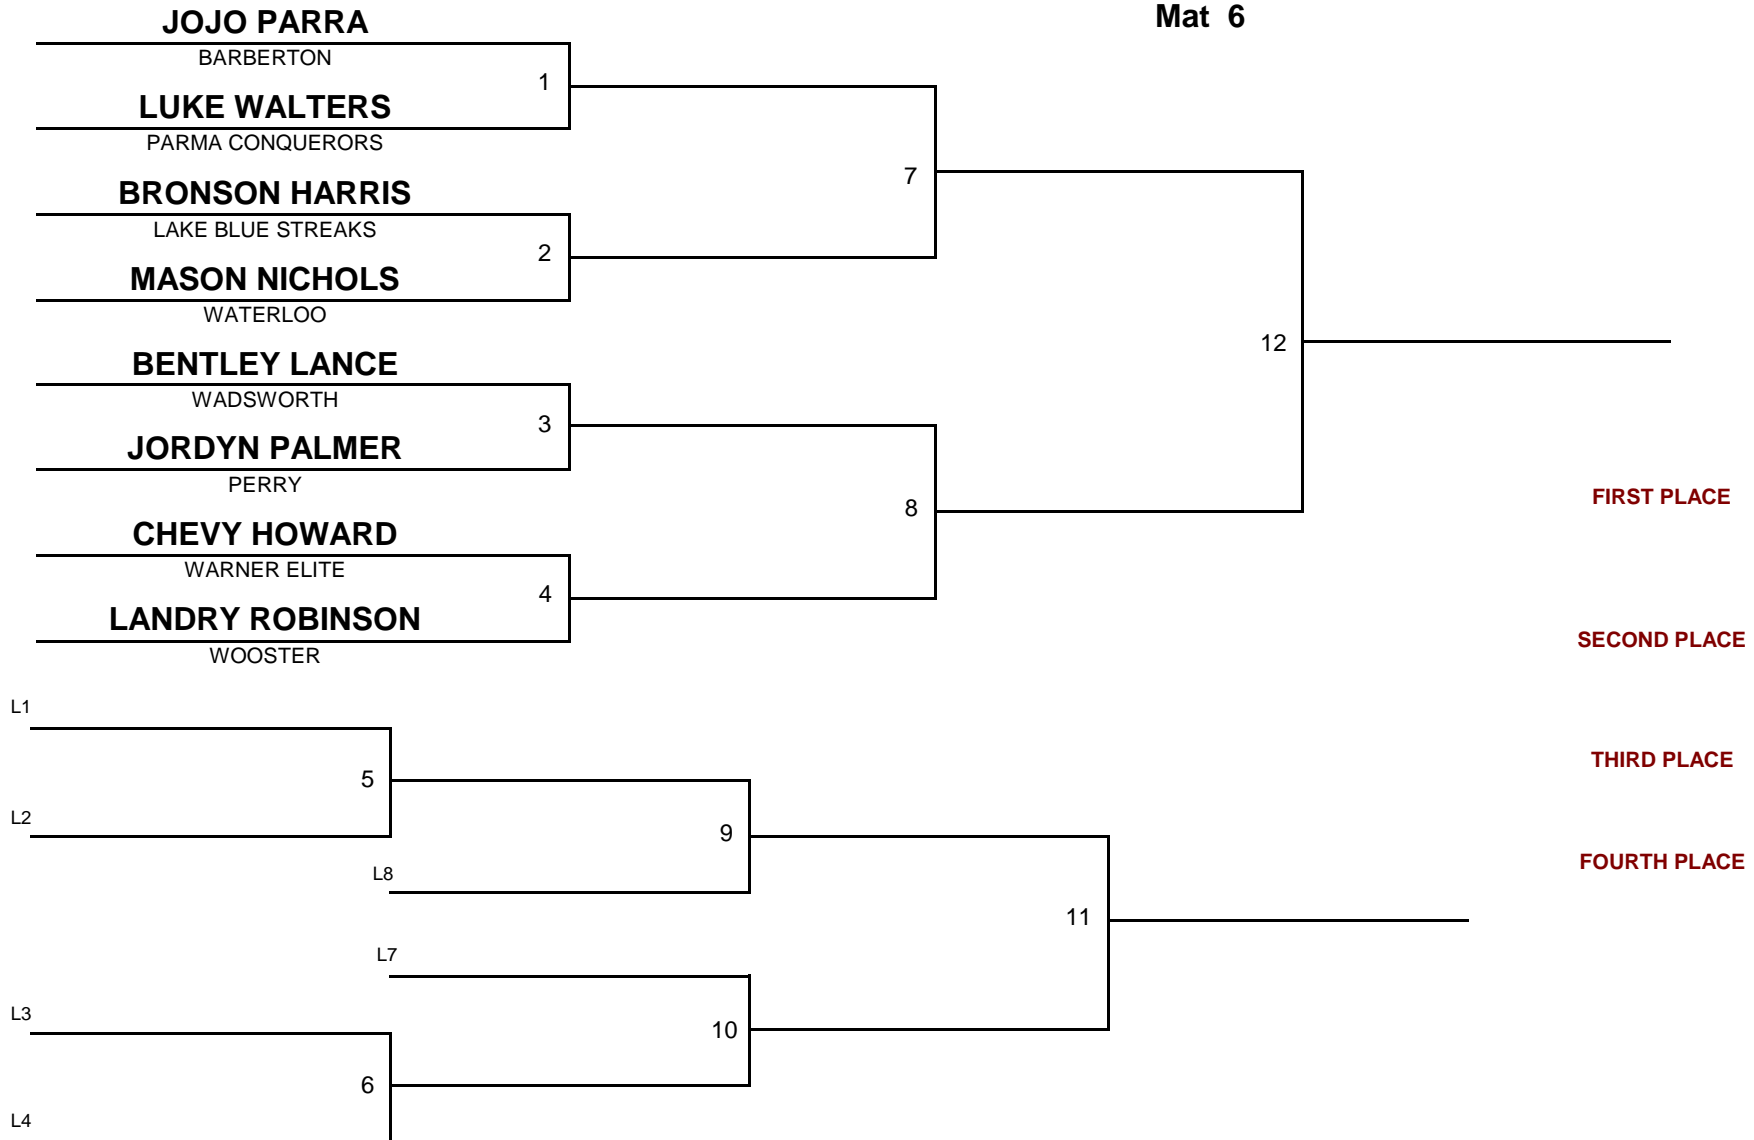 JOJO PARRA
Mat 6
BARBERTON
1
LUKE WALTERS
PARMA CONQUERORS
7
BRONSON HARRIS
LAKE BLUE STREAKS
2
MASON NICHOLS
WATERLOO
12
BENTLEY LANCE
WADSWORTH
3
JORDYN PALMER
PERRY
FIRST PLACE
8
CHEVY HOWARD
WARNER ELITE
4
LANDRY ROBINSON
SECOND PLACE
WOOSTER
L1
THIRD PLACE
5
L2
9
FOURTH PLACE
L8
11
L7
L3
10
6
L4